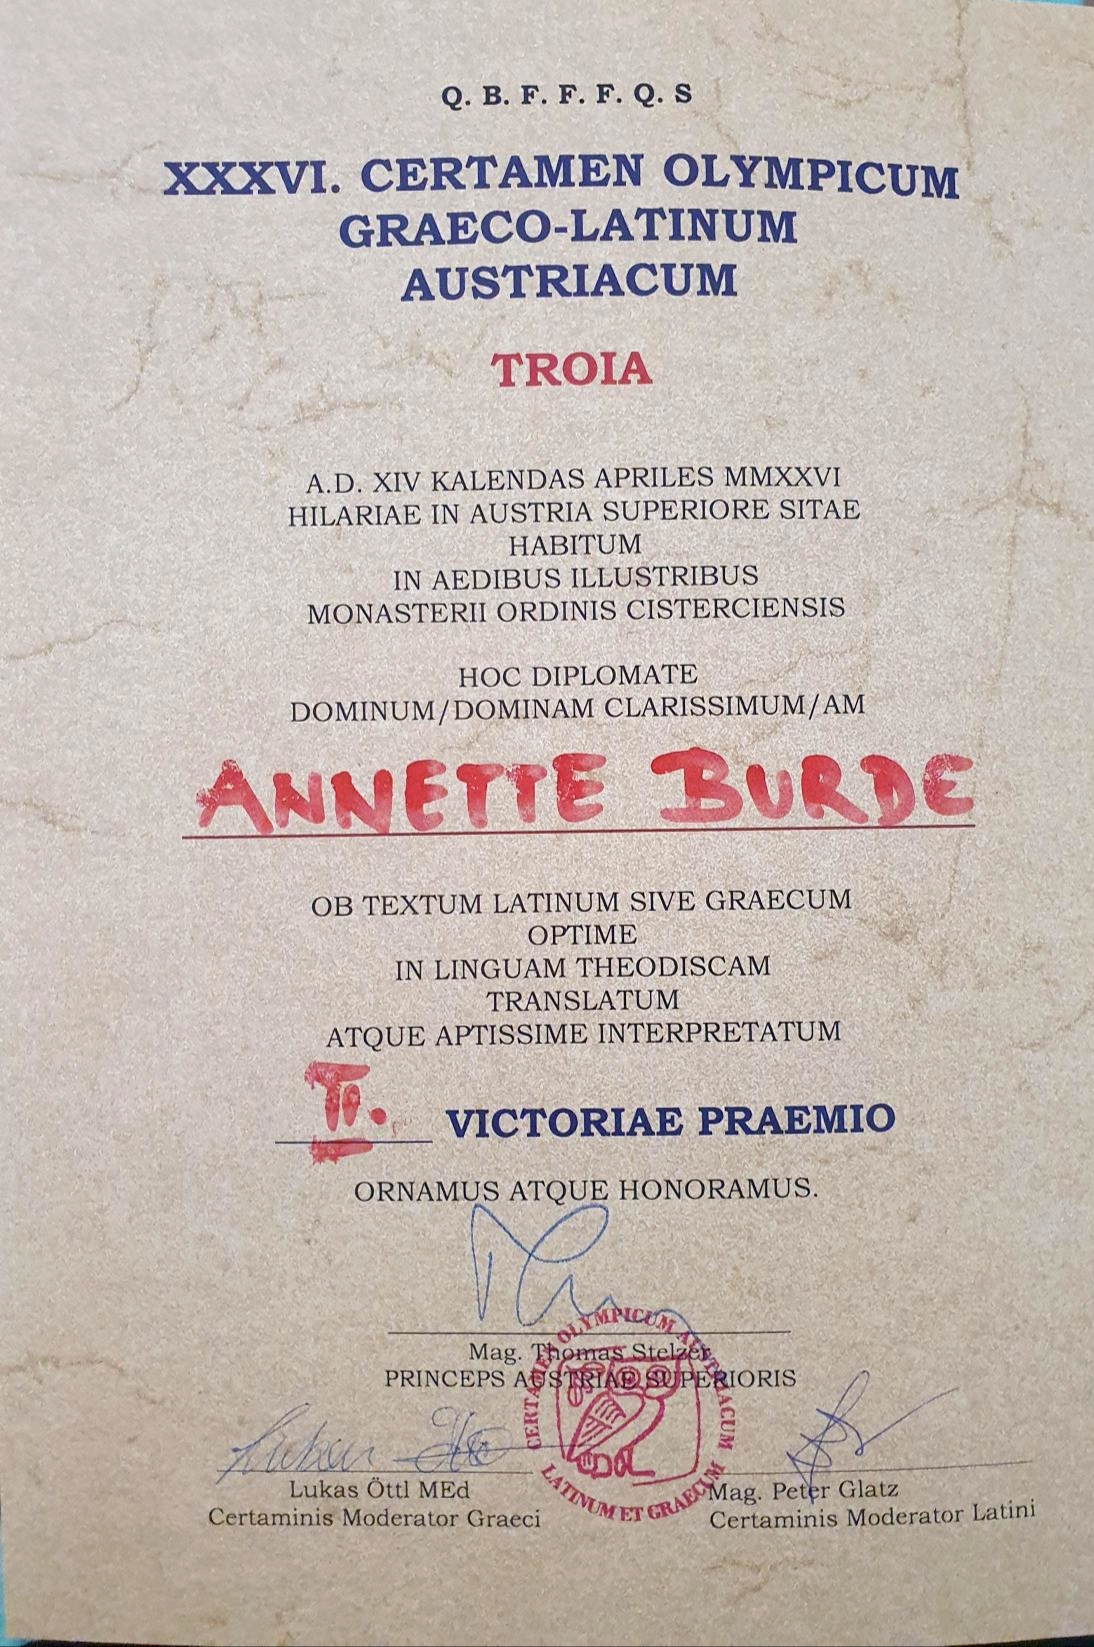 Q. B. F. F. F. Q. S
XXXVI. CERTAMEN OLYMPICUM
GRAECO-LATINUM
AUSTRIACUM
TROIA
A.D. XIV KALENDAS APRILES MMXXVI
HILARIAE IN AUSTRIA SUPERIORE SITAE
HABITUM
IN AEDIBUS ILLUSTRIBUS
MONASTERII ORDINIS CISTERCIENSIS
HOC DIPLOMATE
DOMINUM/DOMINAM CLARISSIMUM/AM
ANNETTE BURDE
OB TEXTUM LATINUM SIVE GRAECUM
OPTIME
IN LINGUAM THEODISCAM
TRANSLATUM
ATQUE APTISSIME INTERPRETATUM
II. VICTORIAE PRAEMIO
ORNAMUS ATQUE HONORAMUS.
Mag. Thomas Stelzer
PRINCEPS AUSTRIAE SUPERIORIS
CERTAMEN OLYMPICUM AUSTRIACUM
LATINUM ET GRAECUM
Lukas Öttl MEd
Certaminis Moderator Graeci
Mag. Peter Glatz
Certaminis Moderator Latini